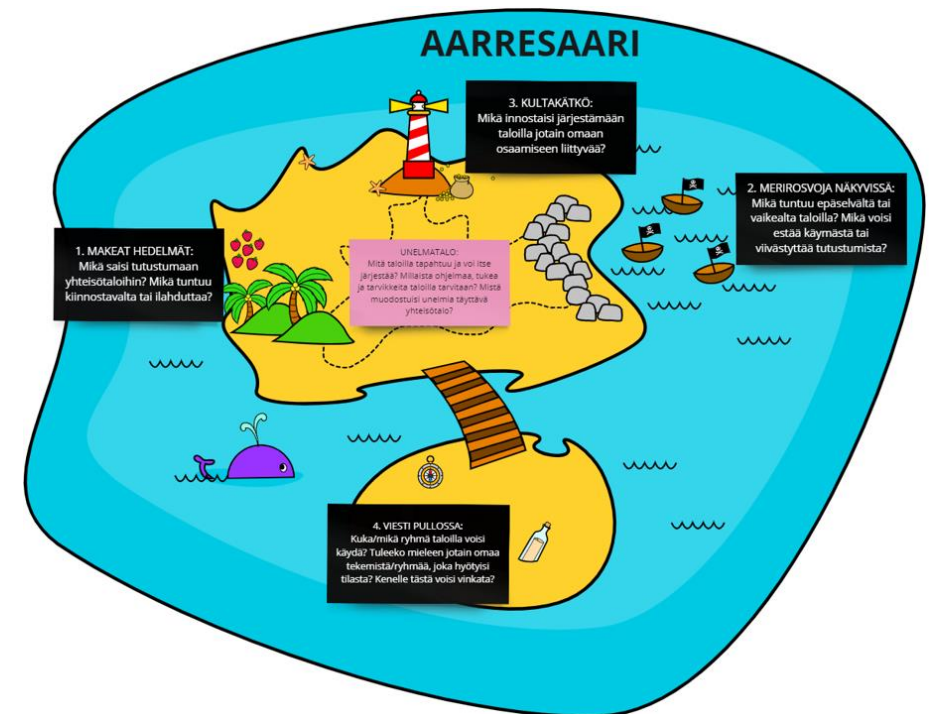 AARRESAARI
1. MAKEAT HEDELMÄT:
Mikä saisi tutustumaan
yhteisötaloihin? Mikä tuntuu
kiinnostavalta tai ilahduttaa?
2. MERIROSVOJA NÄKYVISSÄ:
Mikä tuntuu epäselvältä tai
vaikealta taloilla? Mikä voisi
estää käymästä tai
viivästyttää tutustumista?
3. KULTAKÄTKÖ:
Mikä innostaisi järjestämään
taloilla jotain omaan
osaamiseen liittyvää?
UNELMATALO:
Mitä taloilla tapahtuu ja voi itse
järjestää? Millaista ohjelmaa, tukea
ja tarvikkeita taloilla tarvitaan? Mistä
muodostuisi unelmia täyttävä
yhteisötalo?
4. VIESTI PULLOSSA:
Kuka/mikä ryhmä taloilla voisi
käydä? Tuleeko mieleen jotain omaa
tekemistä/ryhmää, joka hyötyisi
tilasta? Kenelle tästä voisi vinkata?